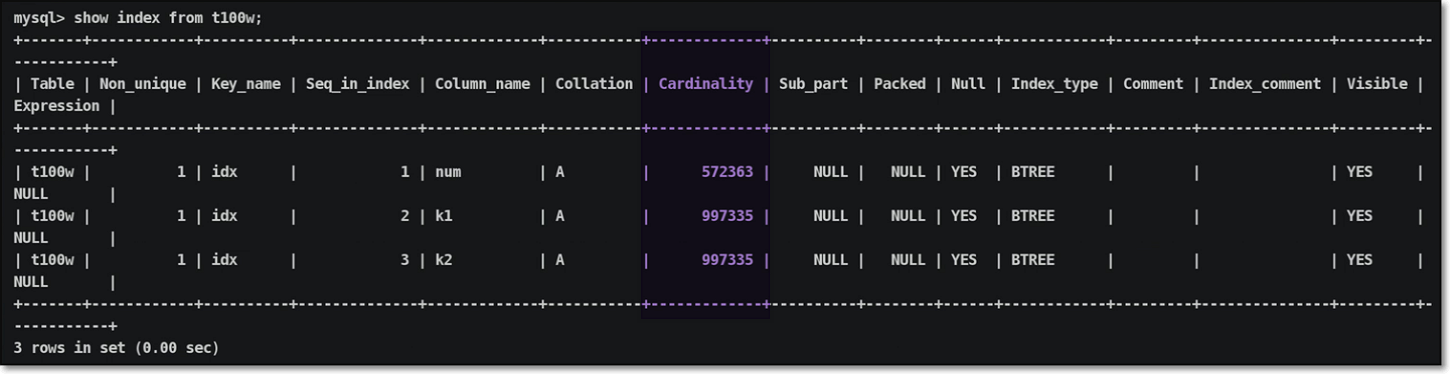 mysql> show index from t100w;
+-------+------------+----------+--------------+-------------+-----------+-------------+----------+--------+------+------------+---------+---------------+---------+-
-----------+
| Table | Non_unique | Key_name | Seq_in_index | Column_name | Collation | Cardinality | Sub_part | Packed | Null | Index_type | Comment | Index_comment | Visible |
Expression |
+-------+------------+----------+--------------+-------------+-----------+-------------+----------+--------+------+------------+---------+---------------+---------+-
-----------+
| t100w |          1 | idx      |            1 | num         | A         |      572363 |     NULL |   NULL | YES  | BTREE      |         |               | YES     |
NULL       |
| t100w |          1 | idx      |            2 | k1          | A         |      997335 |     NULL |   NULL | YES  | BTREE      |         |               | YES     |
NULL       |
| t100w |          1 | idx      |            3 | k2          | A         |      997335 |     NULL |   NULL | YES  | BTREE      |         |               | YES     |
NULL       |
+-------+------------+----------+--------------+-------------+-----------+-------------+----------+--------+------+------------+---------+---------------+---------+-
-----------+
3 rows in set (0.00 sec)